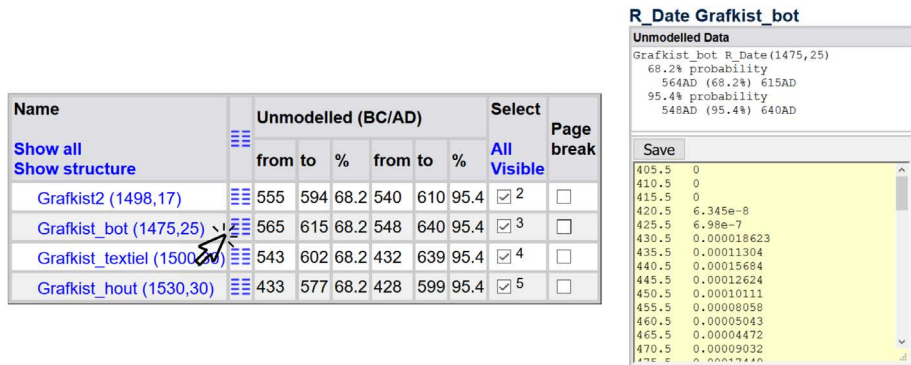 Name
Show all
Show structure
Unmodelled (BC/AD)
Select
All
Visible
Page
break
from to % from to %
Grafkist2 (1498,17) 555 594 68.2 540 610 95.4 2
Grafkist_bot (1475,25) 565 615 68.2 548 640 95.4 3
Grafkist_textiel (1500, 0) 543 602 68.2 432 639 95.4 4
Grafkist_hout (1530,30) 433 577 68.2 428 599 95.4 5
R_Date Grafkist_bot
Unmodelled Data
Grafkist_bot R_Date(1475,25)
68.2% probability
564AD (68.2%) 615AD
95.4% probability
548AD (95.4%) 640AD
Save
405.5 0
410.5 0
415.5 0
420.5 6.345e-8
425.5 6.98e-7
430.5 0.000018623
435.5 0.00011304
440.5 0.00015684
445.5 0.00012624
450.5 0.00010111
455.5 0.00008058
460.5 0.00005043
465.5 0.00004472
470.5 0.00009032